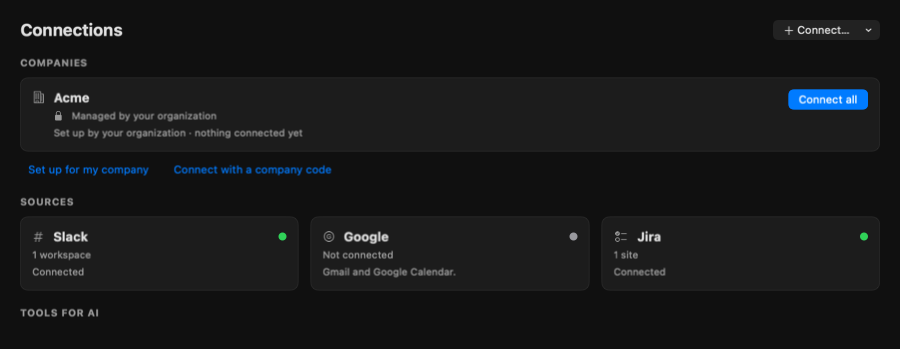 Connections
+ Connect...
COMPANIES
Acme
Connect all
Managed by your organization
Set up by your organization · nothing connected yet
Set up for my company
Connect with a company code
SOURCES
Slack
1 workspace
Connected
Google
Not connected
Gmail and Google Calendar.
Jira
1 site
Connected
TOOLS FOR AI